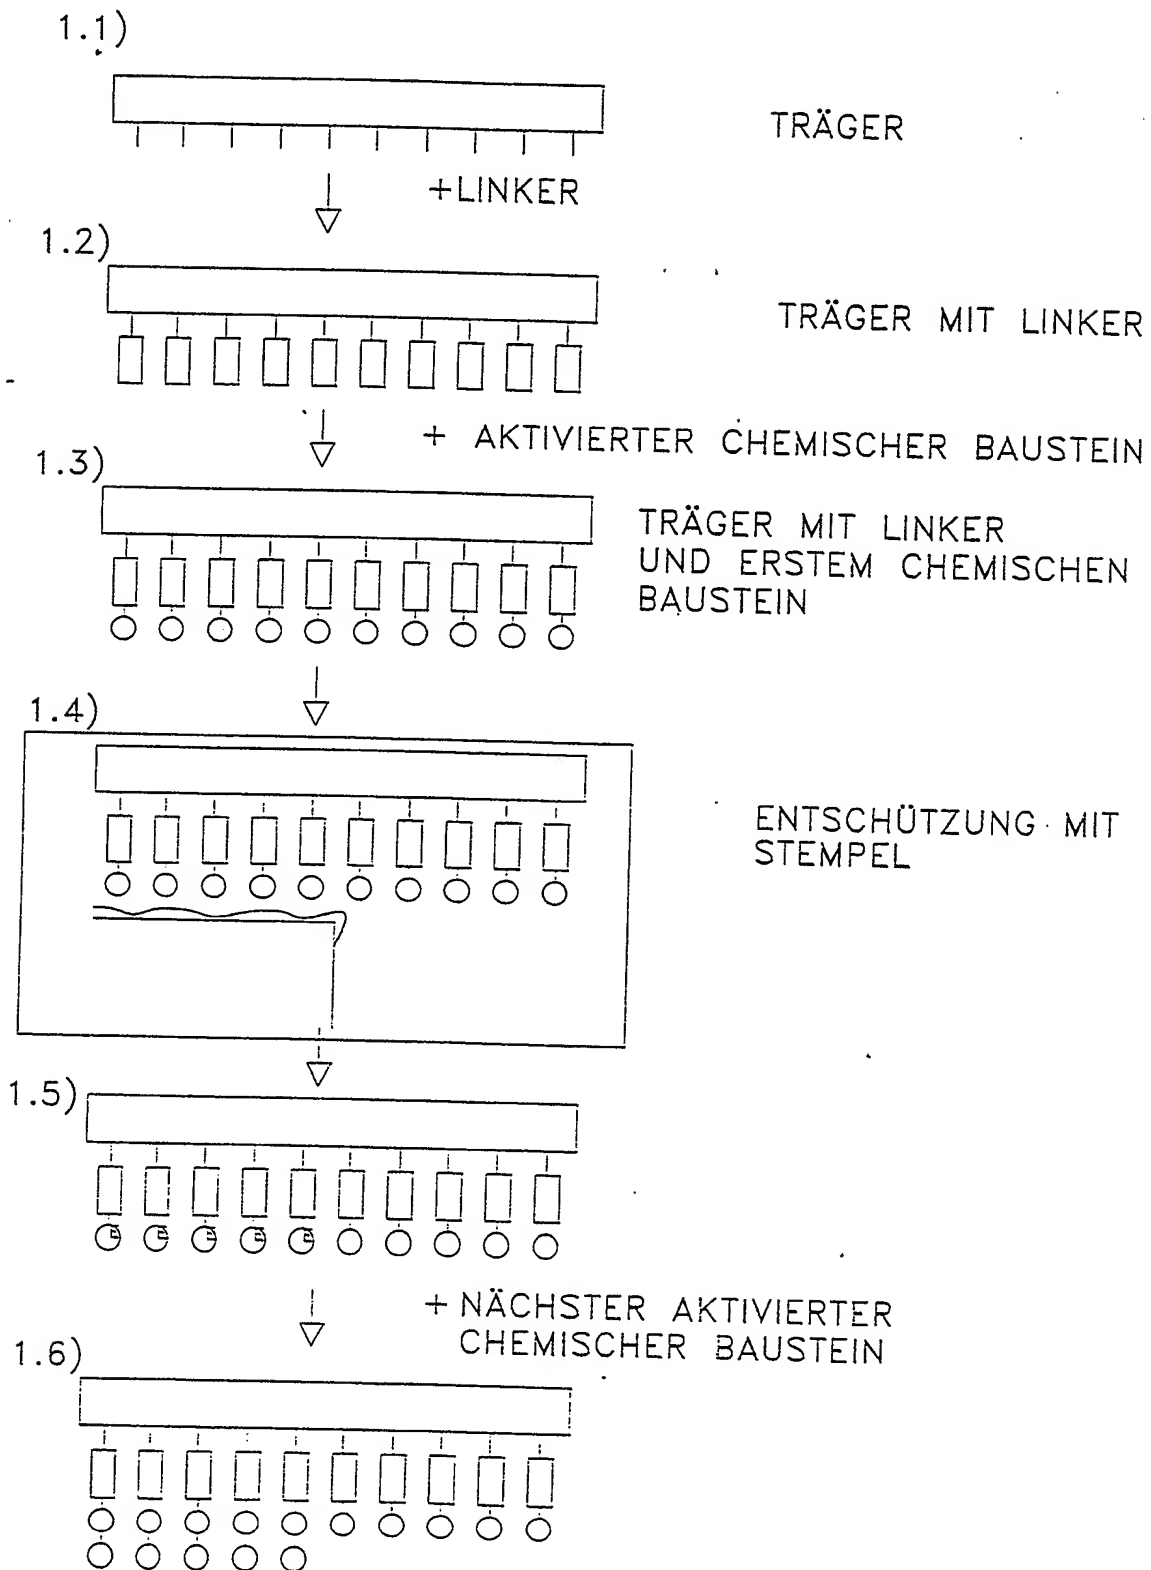 1.1)
TRÄGER
+LINKER
1.2)
TRÄGER MIT LINKER
+ AKTIVIERTER CHEMISCHER BAUSTEIN
1.3)
TRÄGER MIT LINKER
UND ERSTEM CHEMISCHEN
BAUSTEIN
1.4)
ENTSCHÜTZUNG MIT
STEMPEL
1.5)
+ NÄCHSTER AKTIVIERTER
CHEMISCHER BAUSTEIN
1.6)